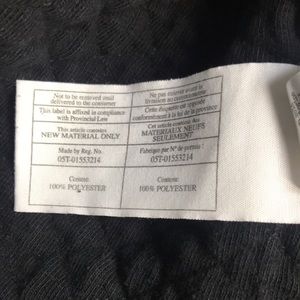 Not to be removed until
delivered to the consumer
This label is affixed in compliance
with Provincial Law
This article contains
NEW MATERIAL ONLY
Made by Reg. No.
05T-01553214
Content:
100% POLYESTER
Ne pas enlever avant
livraison au consommateur
Cette étiquette est apposée
conformément à la loi de la province
Cet article contient des
MATERIAUX NEUFS
SEULEMENT
Fabriqué par N° de permis :
05T-01553214
Contenu:
100% POLYESTER